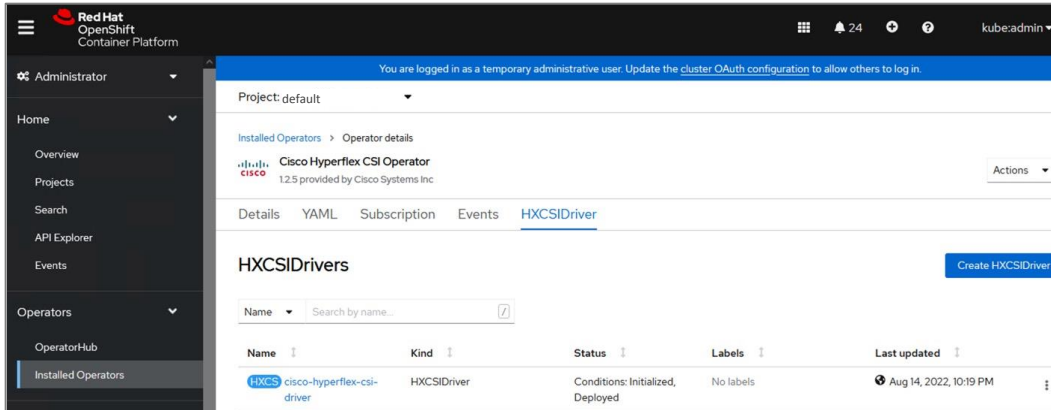 Red Hat
OpenShift
Container Platform
24
kube:admin
Administrator
You are logged in as a temporary administrative user. Update the cluster OAuth configuration to allow others to log in.
Project: default
Home
Overview
Projects
Search
API Explorer
Events
Operators
OperatorHub
Installed Operators
Installed Operators > Operator details
CISCO
Cisco Hyperflex CSI Operator
1.2.5 provided by Cisco Systems Inc
Actions
Details YAML Subscription Events HXCSIDriver
HXCSIDrivers
Create HXCSIDriver
Name Search by name... /
Name Kind Status Labels Last updated
HXCS cisco-hyperflex-csi- HXCSIDriver Conditions: Initialized, No labels Aug 14, 2022, 10:19 PM
driver Deployed